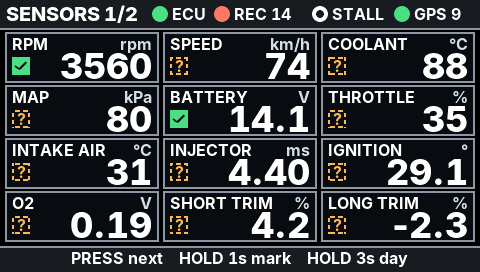 SENSORS 1/2 ECU REC 14 STALL GPS 9
RPM rpm SPEED km/h COOLANT °C
3560 ? 74 ? 88
MAP kPa BATTERY V THROTTLE %
? 80 14.1 ? 35
INTAKE AIR °C INJECTOR ms IGNITION °
? 31 ? 4.40 ? 29.1
O2 V SHORT TRIM % LONG TRIM %
? 0.19 ? 4.2 ? -2.3
PRESS next HOLD 1s mark HOLD 3s day